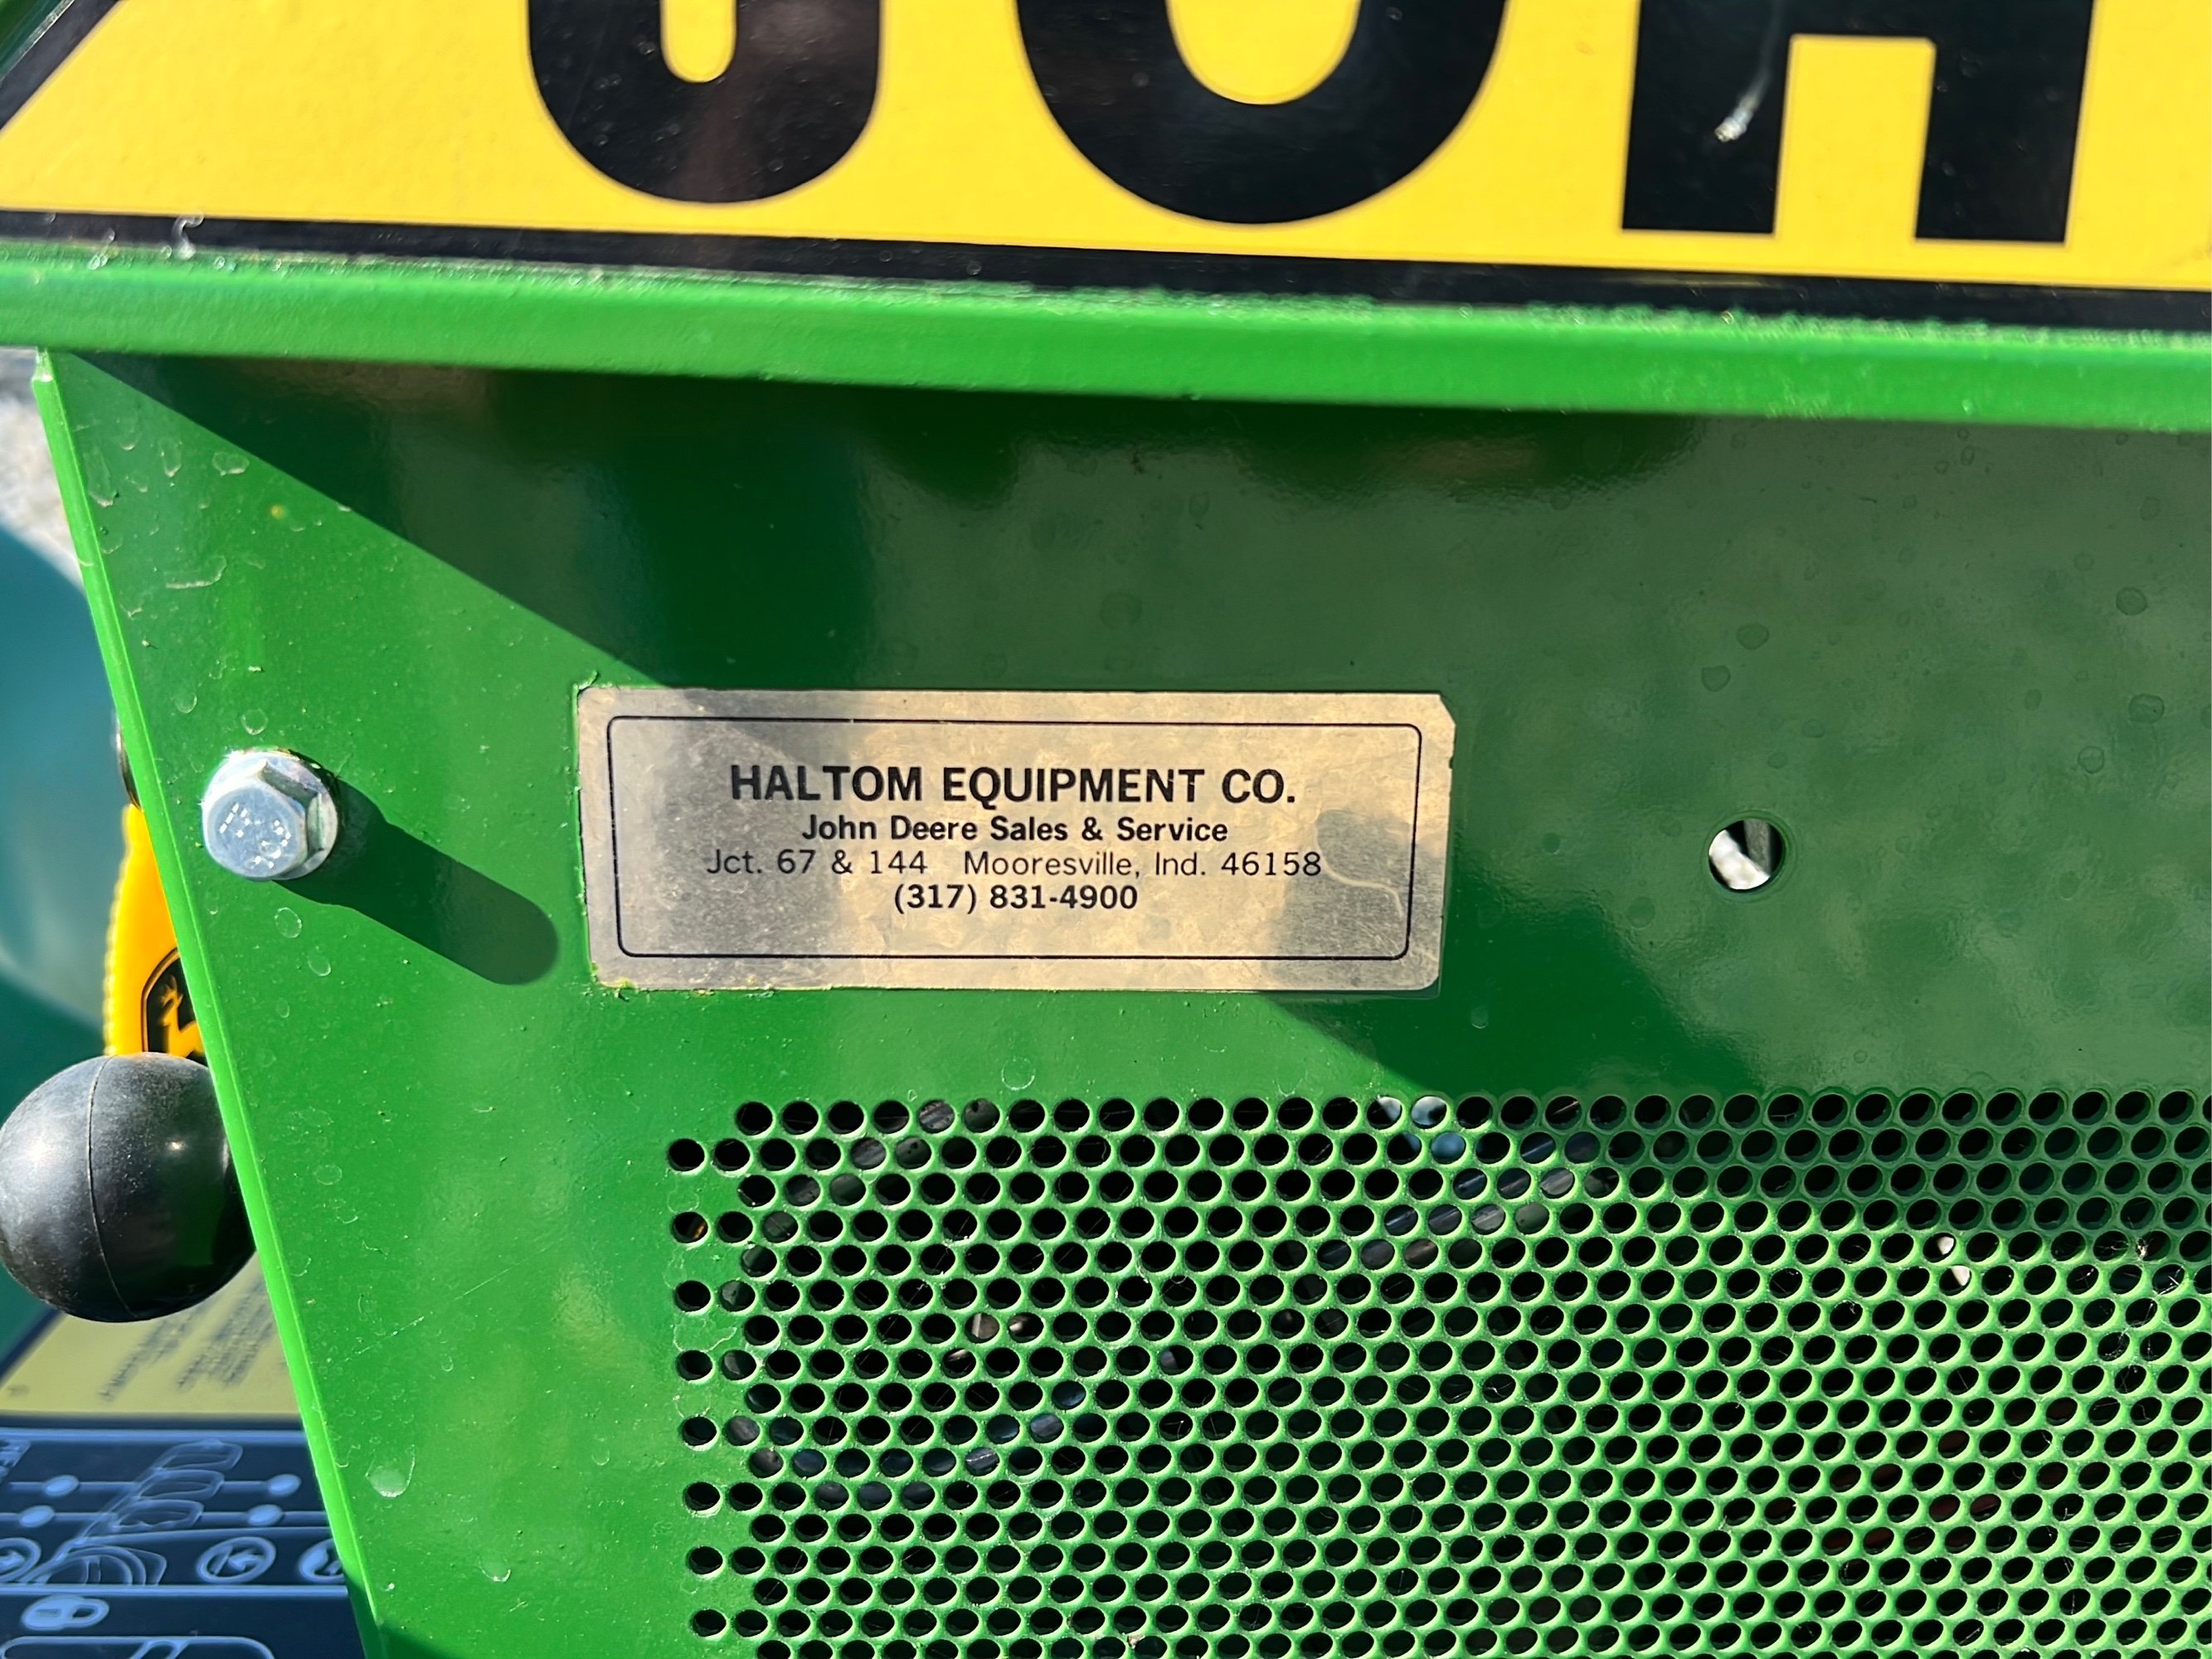 HALTOM EQUIPMENT CO.
John Deere Sales & Service
Jct. 67 & 144 Mooresville, Ind. 46158
(317) 831-4900